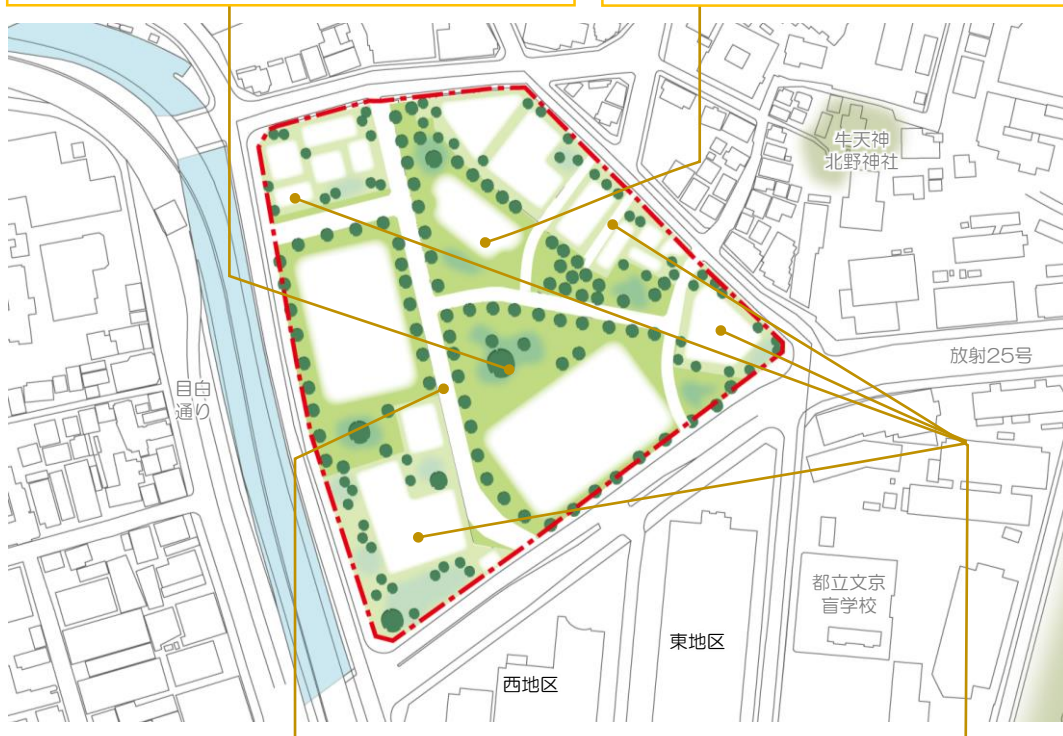 牛天神
北野神社
放射25号
目白
通り
都立文京
盲学校
東地区
西地区